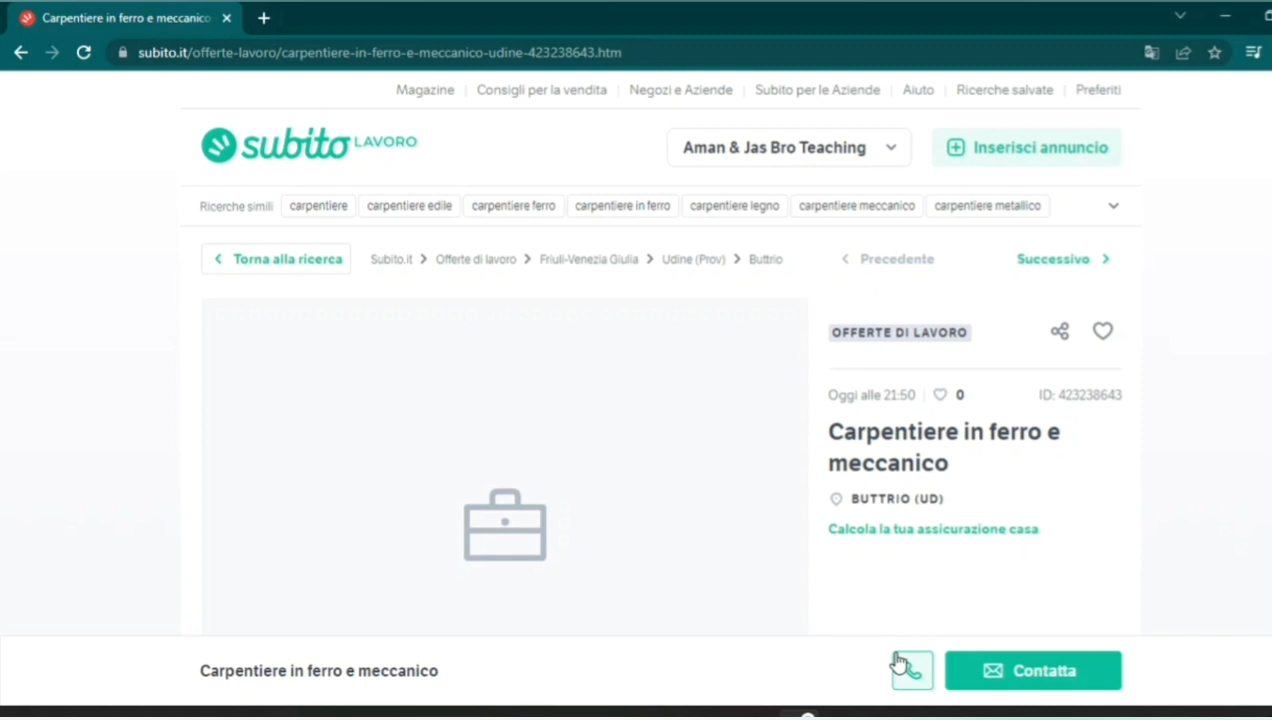 Carpentiere in ferro e meccanico
subito.it/offerte-lavoro/carpentiere-in-ferro-e-meccanico-udine-423238643.htm
Magazine | Consigli per la vendita | Negozi e Aziende | Subito per le Aziende | Aiuto | Ricerche salvate | Preferiti
subito LAVORO
Aman & Jas Bro Teaching
Inserisci annuncio
Ricerche simili carpentiere carpentiere edile carpentiere ferro carpentiere in ferro carpentiere legno carpentiere meccanico carpentiere metallico
Torna alla ricerca
Subito.it > Offerte di lavoro > Friuli-Venezia Giulia > Udine (Prov) > Buttrio
Precedente
Successivo
OFFERTE DI LAVORO
Oggi alle 21:50 | 0 ID: 423238643
Carpentiere in ferro e
meccanico
BUTTRIO (UD)
Calcola la tua assicurazione casa
Carpentiere in ferro e meccanico
Contatta